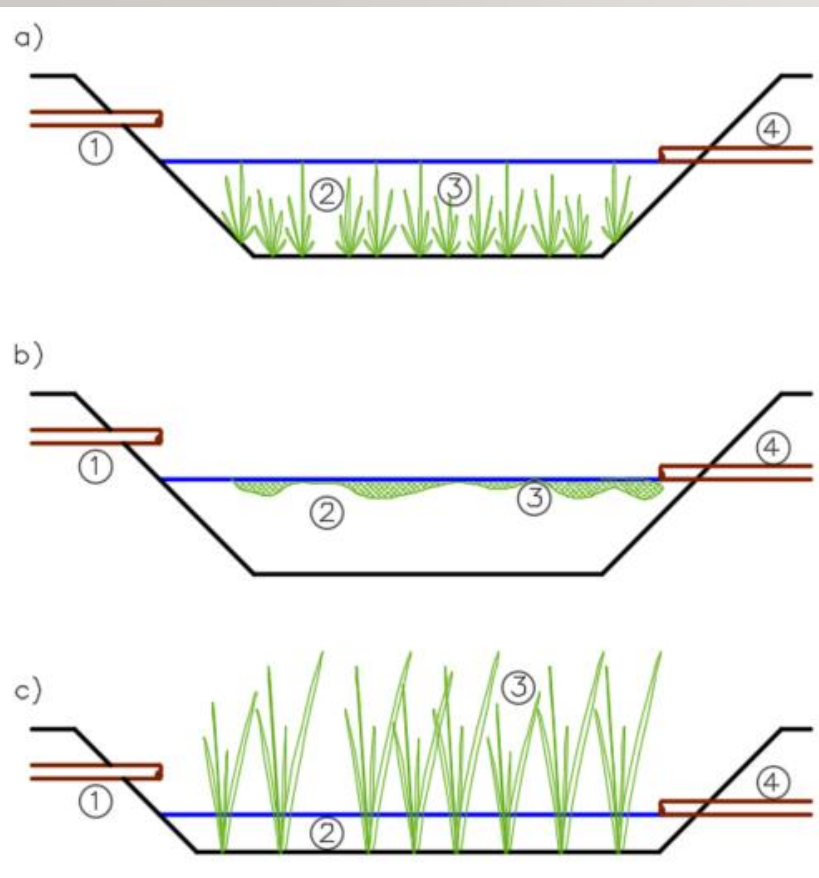 a)
① ② ③ ④
b)
① ② ③ ④
c)
① ② ③ ④